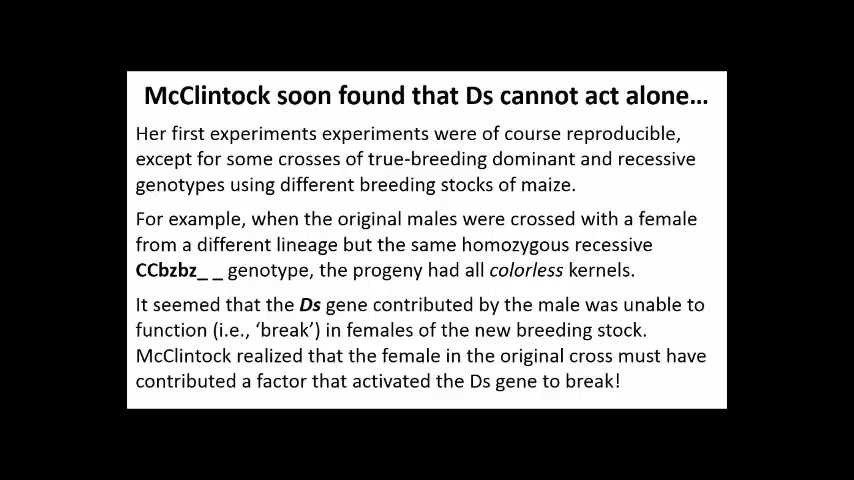 McClintock soon found that Ds cannot act alone…
Her first experiments experiments were of course reproducible,
except for some crosses of true-breeding dominant and recessive
genotypes using different breeding stocks of maize.
For example, when the original males were crossed with a female
from a different lineage but the same homozygous recessive
CCbzbz_ _ genotype, the progeny had all colorless kernels.
It seemed that the Ds gene contributed by the male was unable to
function (i.e., ‘break’) in females of the new breeding stock.
McClintock realized that the female in the original cross must have
contributed a factor that activated the Ds gene to break!